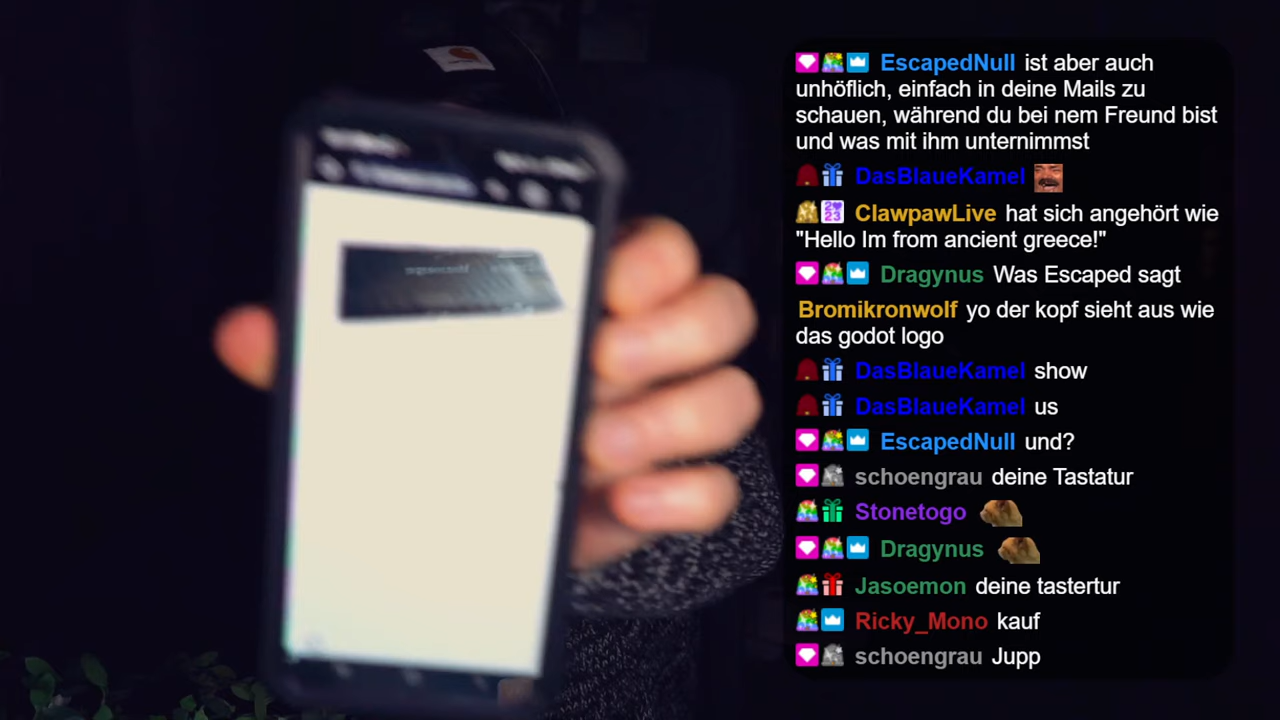 EscapedNull ist aber auch
unhöflich, einfach in deine Mails zu
schauen, während du bei nem Freund bist
und was mit ihm unternimmst
DasBlaueKamel
ClawpawLive hat sich angehört wie
"Hello Im from ancient greece!"
Dragynus Was Escaped sagt
Bromikronwolf yo der kopf sieht aus wie
das godot logo
DasBlaueKamel show
DasBlaueKamel us
EscapedNull und?
schoengrau deine Tastatur
Stonetogo
Dragynus
Jasoemon deine tastertur
Ricky_Mono kauf
schoengrau Jupp